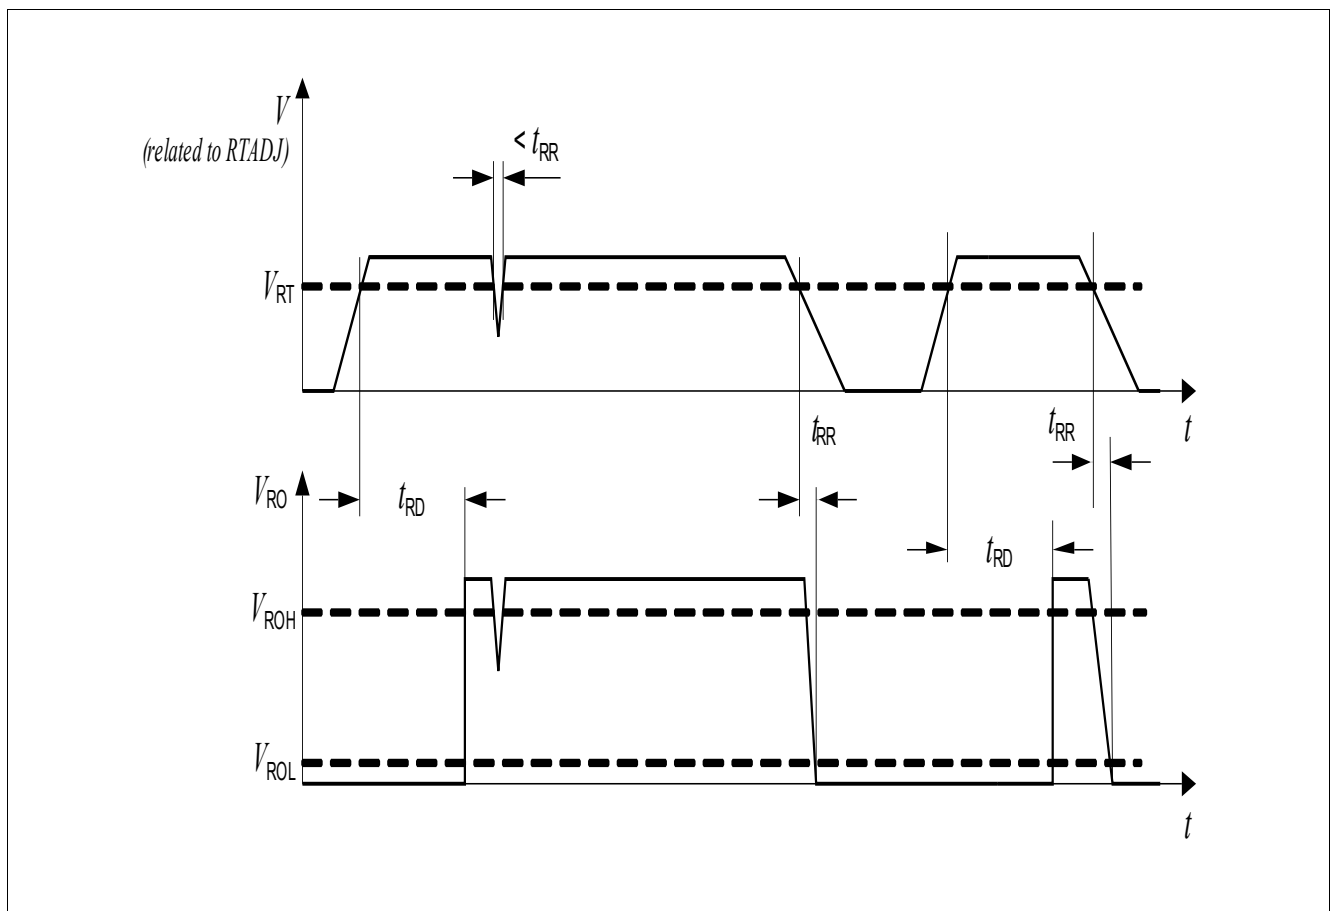 V
(related to RTADJ)
< tRR
VRT
tRR
tRR
t
VRO
tRD
tRD
VROH
VROL
t